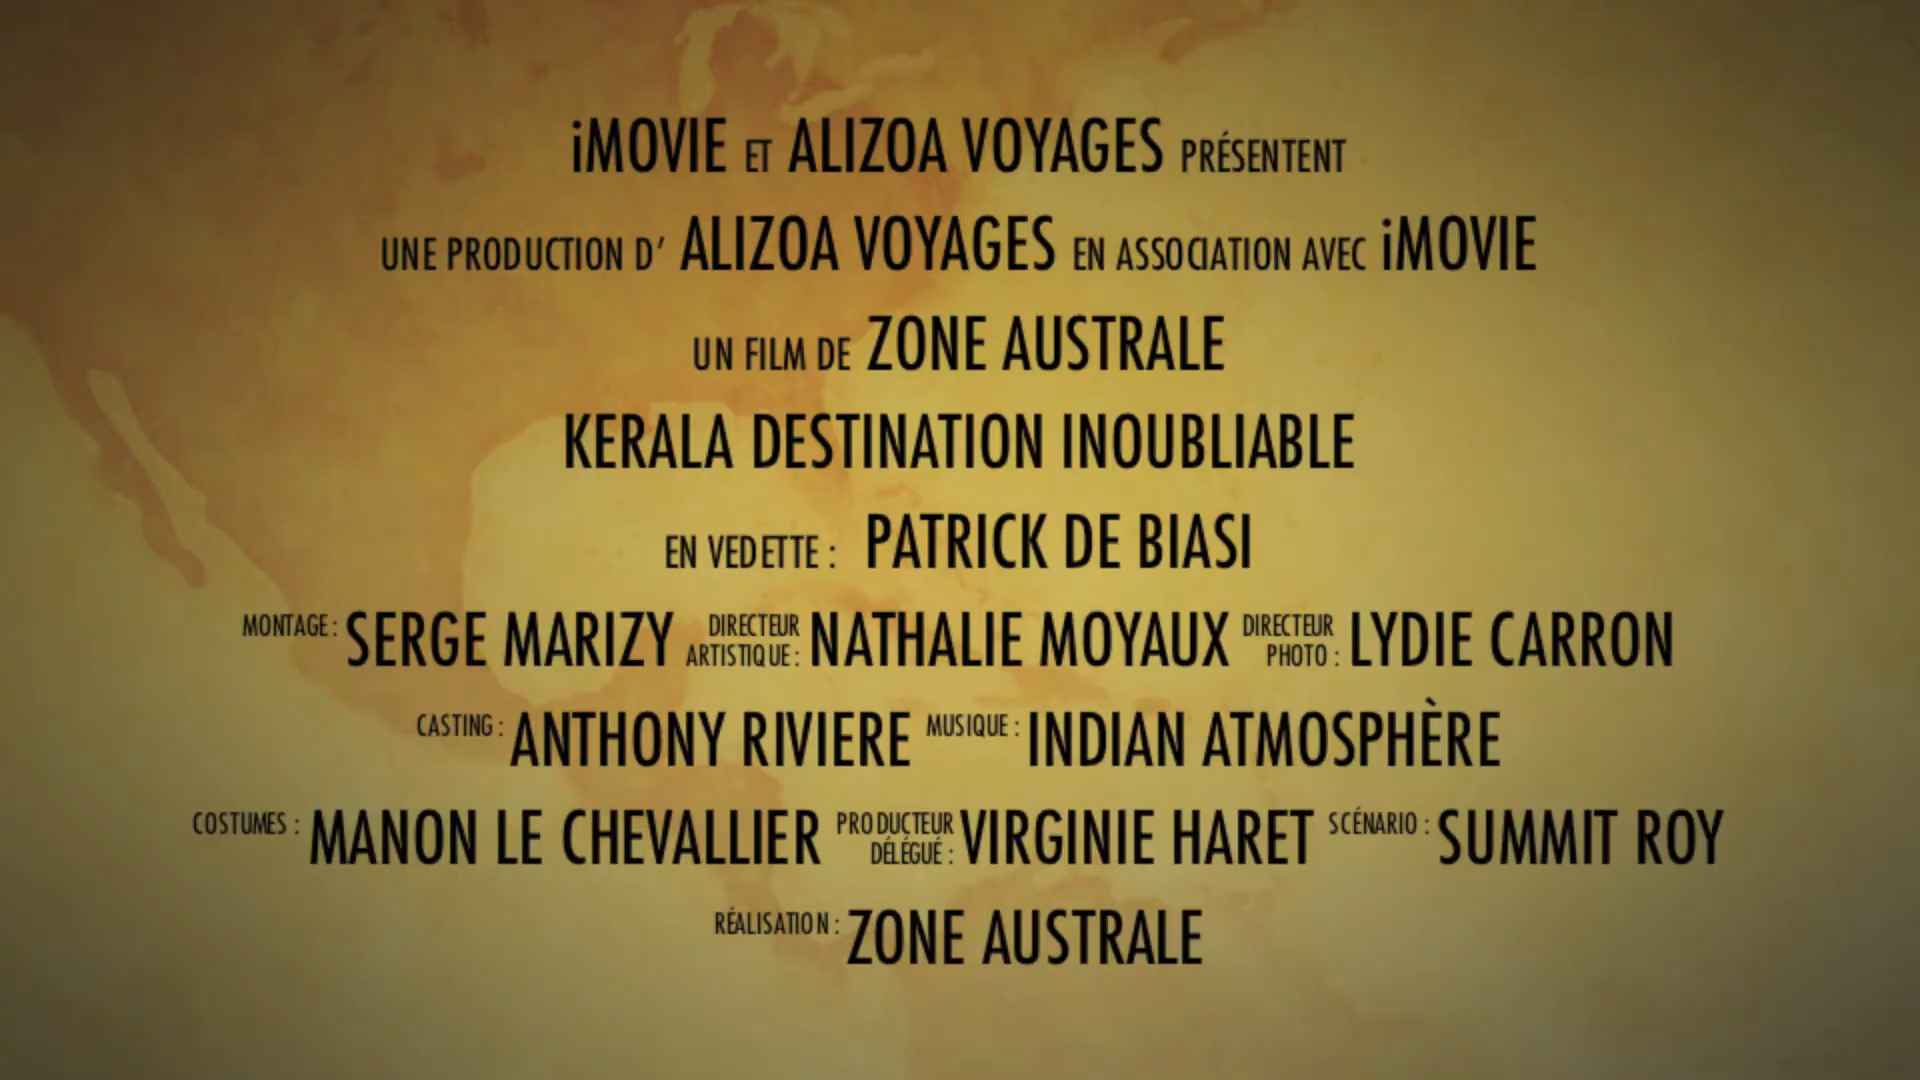 iMOVIE ET ALIZOA VOYAGES PRÉSENTENT
UNE PRODUCTION D’ ALIZOA VOYAGES EN ASSOCIATION AVEC iMOVIE
UN FILM DE ZONE AUSTRALE
KERALA DESTINATION INOUBLIABLE
EN VEDETTE : PATRICK DE BIASI
MONTAGE : SERGE MARIZY DIRECTEUR ARTISTIQUE : NATHALIE MOYAUX DIRECTEUR PHOTO : LYDIE CARRON
CASTING : ANTHONY RIVIERE MUSIQUE : INDIAN ATMOSPHÈRE
COSTUMES : MANON LE CHEVALLIER PRODUCTEUR DÉLÉGUÉ : VIRGINIE HARET SCÉNARIO : SUMMIT ROY
RÉALISATION : ZONE AUSTRALE